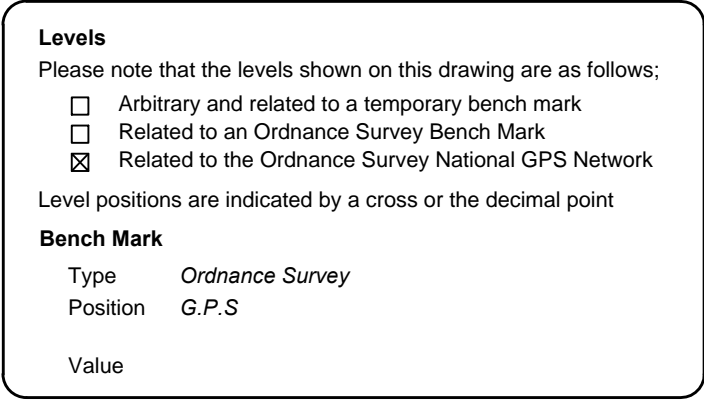 Levels
Please note that the levels shown on this drawing are as follows;
☐ Arbitrary and related to a temporary bench mark
☐ Related to an Ordnance Survey Bench Mark
☒ Related to the Ordnance Survey National GPS Network
Level positions are indicated by a cross or the decimal point
Bench Mark
Type Ordnance Survey
Position G.P.S
Value